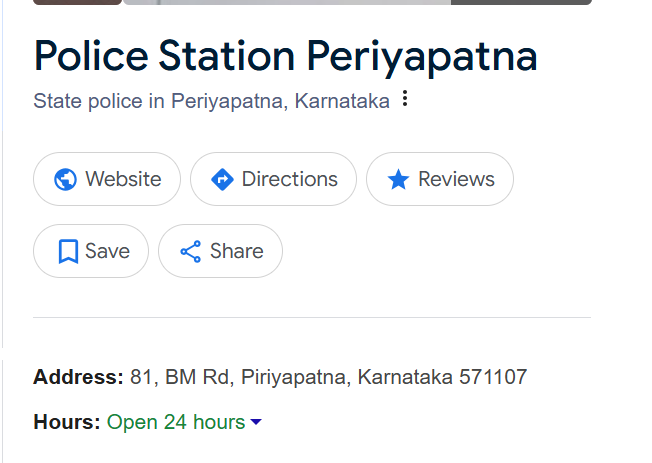 Police Station Periyapatna
State police in Periyapatna, Karnataka
Website Directions Reviews
Save Share
Address: 81, BM Rd, Piriyapatna, Karnataka 571107
Hours: Open 24 hours